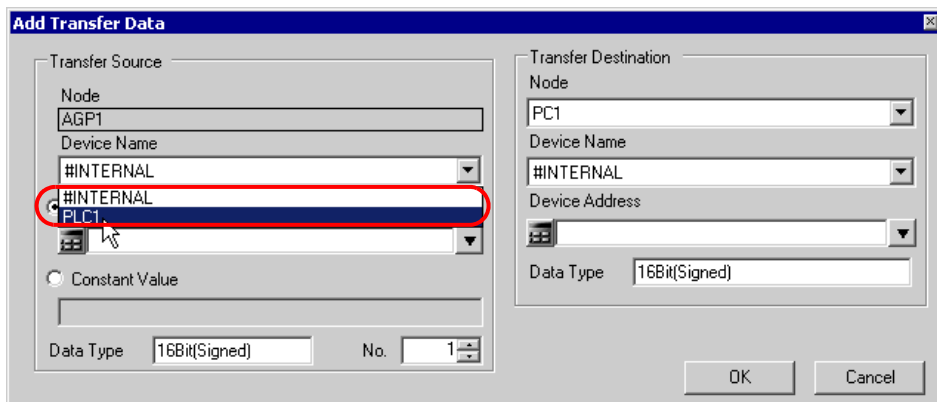 Add Transfer Data
Transfer Source
Node
AGP1
Device Name
#INTERNAL
#INTERNAL
PLC1
Constant Value
Data Type 16Bit(Signed) No. 1
Transfer Destination
Node
PC1
Device Name
#INTERNAL
Device Address
Data Type 16Bit(Signed)
OK Cancel